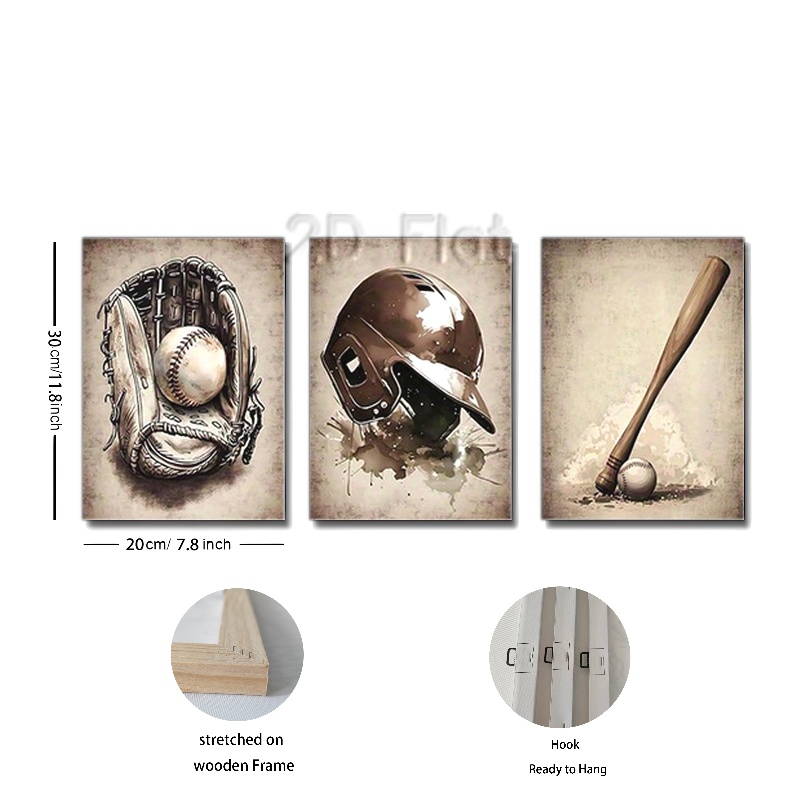 2D Flat
30cm/11.8inch
20cm/ 7.8 inch
stretched on
wooden Frame
Hook
Ready to Hang